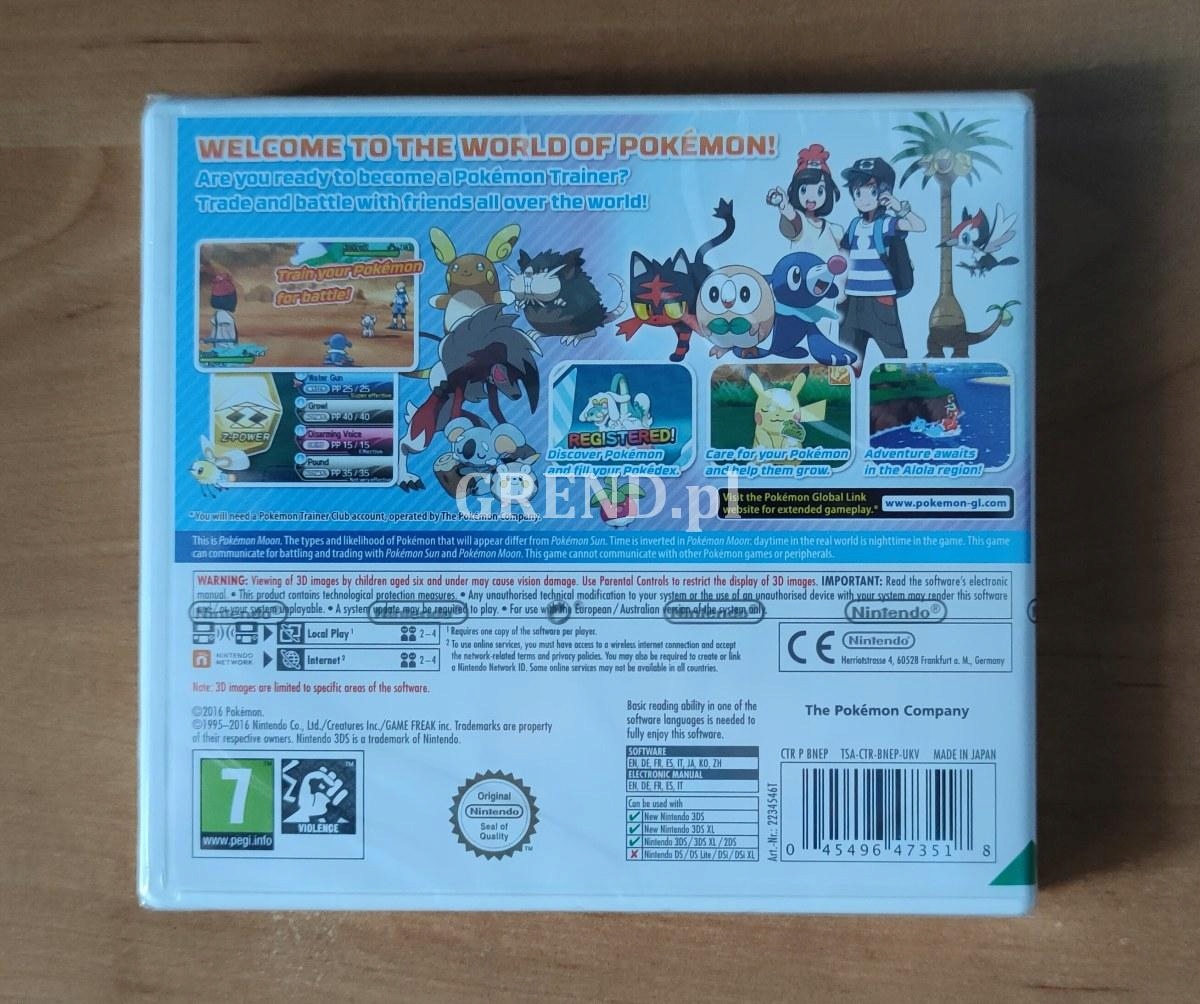 WELCOME TO THE WORLD OF POKÉMON!
Are you ready to become a Pokémon Trainer?
Trade and battle with friends all over the world!
Train your Pokémon
for battle!
Z-POWER
Water Gun
PP 25/25
Super effective
Growl
PP 40/40
Disarming Voice
PP 15/15
Effective
Pound
PP 35/35
Not very effective
REGISTERED!
Discover Pokémon
and fill your Pokédex.
Care for your Pokémon
and help them grow.
Adventure awaits
in the Alola region!
GREND.pl
Visit the Pokémon Global Link
website for extended gameplay.*
www.pokemon-gl.com
*You will need a Pokémon Trainer Club account, operated by The Pokémon Company.
This is Pokémon Moon. The types and likelihood of Pokémon that will appear differ from Pokémon Sun. Time is inverted in Pokémon Moon: daytime in the real world is nighttime in the game. This game
can communicate for battling and trading with Pokémon Sun and Pokémon Moon. This game cannot communicate with other Pokémon games or peripherals.
WARNING: Viewing of 3D images by children aged six and under may cause vision damage. Use Parental Controls to restrict the display of 3D images. IMPORTANT: Read the software's electronic
manual. • This product contains technological protection measures. • Any unauthorised technical modification to your system or the use of an unauthorised device with your system may render this software
and/or your system unplayable. • A system update may be required to play. • For use with the European/Australian version of the system only.
Nintendo®
Nintendo®
Nintendo®
Nintendo®
Local Play¹
2–4
NINTENDO
NETWORK
Internet²
2–4
¹ Requires one copy of the software per player.
² To use online services, you must have access to a wireless internet connection and accept
the network-related terms and privacy policies. You may also be required to create or link
a Nintendo Network ID. Some online services may not be available in all countries.
CE
Nintendo®
Herriotstrasse 4, 60528 Frankfurt a. M., Germany
Note: 3D images are limited to specific areas of the software.
©2016 Pokémon.
©1995–2016 Nintendo Co., Ltd./Creatures Inc./GAME FREAK inc. Trademarks are property
of their respective owners. Nintendo 3DS is a trademark of Nintendo.
7
www.pegi.info
VIOLENCE
TM
Original
Nintendo
Seal of
Quality
TM
Basic reading ability in one of the
software languages is needed to
fully enjoy this software.
SOFTWARE
EN, DE, FR, ES, IT, JA, KO, ZH
ELECTRONIC MANUAL
EN, DE, FR, ES, IT
Can be used with
New Nintendo 3DS
New Nintendo 3DS XL
Nintendo 3DS/3DS XL/2DS
Nintendo DS/DS Lite/DSi/DSi XL
The Pokémon Company
CTR P BNEP TSA-CTR-BNEP-UKV MADE IN JAPAN
Art.-Nr.: 2234546T
0 45496 47351 8